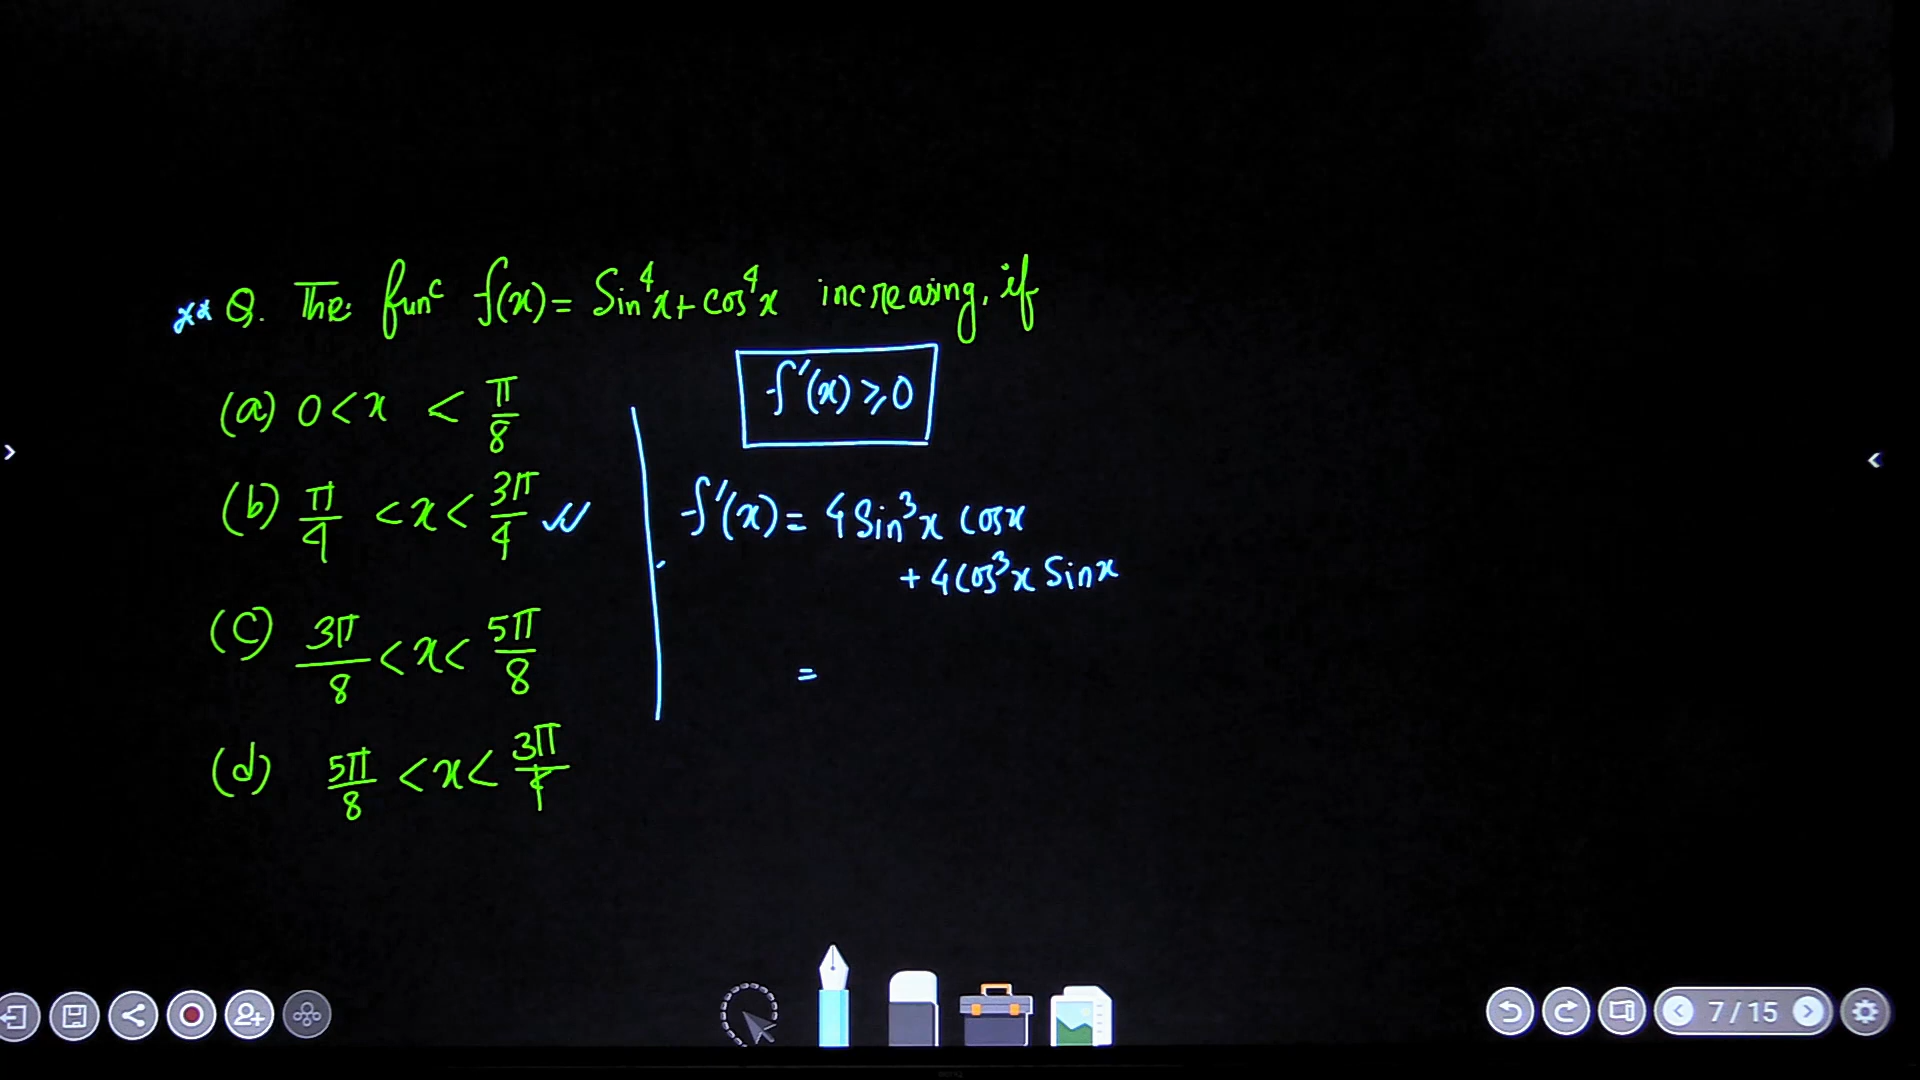 ** Q. The func f(x) = Sin⁴x + cos⁴x increasing, if
(a) 0 < x < π/8
f'(x) ⩾ 0
(b) π/4 < x < 3π/4
f'(x) = 4 Sin³x cosx
+ 4 cos³x Sinx
(c) 3π/8 < x < 5π/8
=
(d) 5π/8 < x < 3π/4
7/15